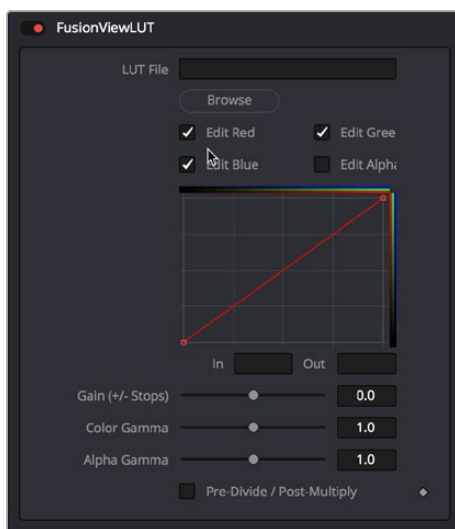 FusionViewLUT
LUT File
Browse
Edit Red Edit Gree
Edit Blue Edit Alpha
In Out
Gain (+/- Stops) 0.0
Color Gamma 1.0
Alpha Gamma 1.0
Pre-Divide / Post-Multiply